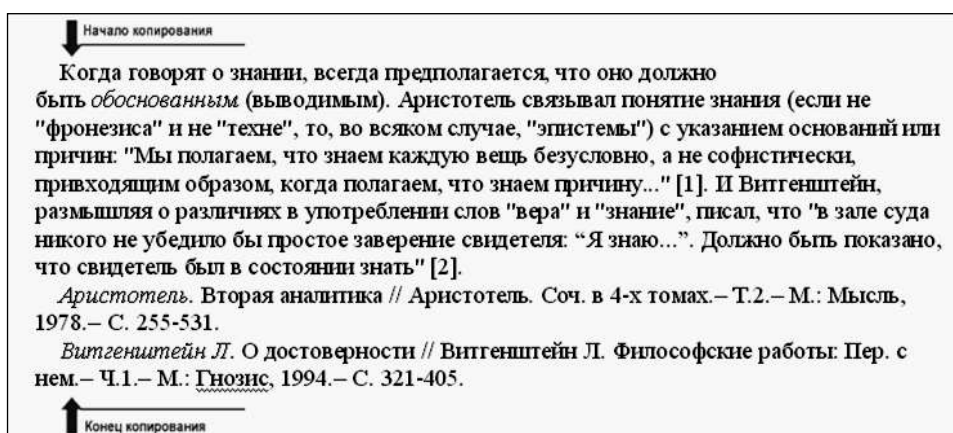 Начало копирования
Когда говорят о знании, всегда предполагается, что оно должно
быть обоснованным (выводимым). Аристотель связывал понятие знания (если не
"фронезиса" и не "техне", то, во всяком случае, "эпистемы") с указанием оснований или
причин: "Мы полагаем, что знаем каждую вещь безусловно, а не софистически,
привходящим образом, когда полагаем, что знаем причину..." [1]. И Витгенштейн,
размышляя о различиях в употреблении слов "вера" и "знание", писал, что "в зале суда
никого не убедило бы простое заверение свидетеля: “Я знаю...”. Должно быть показано,
что свидетель был в состоянии знать" [2].
Аристотель. Вторая аналитика // Аристотель. Соч. в 4-х томах.– Т.2.– М.: Мысль,
1978.– С. 255-531.
Витгенштейн Л. О достоверности // Витгенштейн Л. Философские работы: Пер. с
нем.– Ч.1.– М.: Гнозис, 1994.– С. 321-405.
Конец копирования